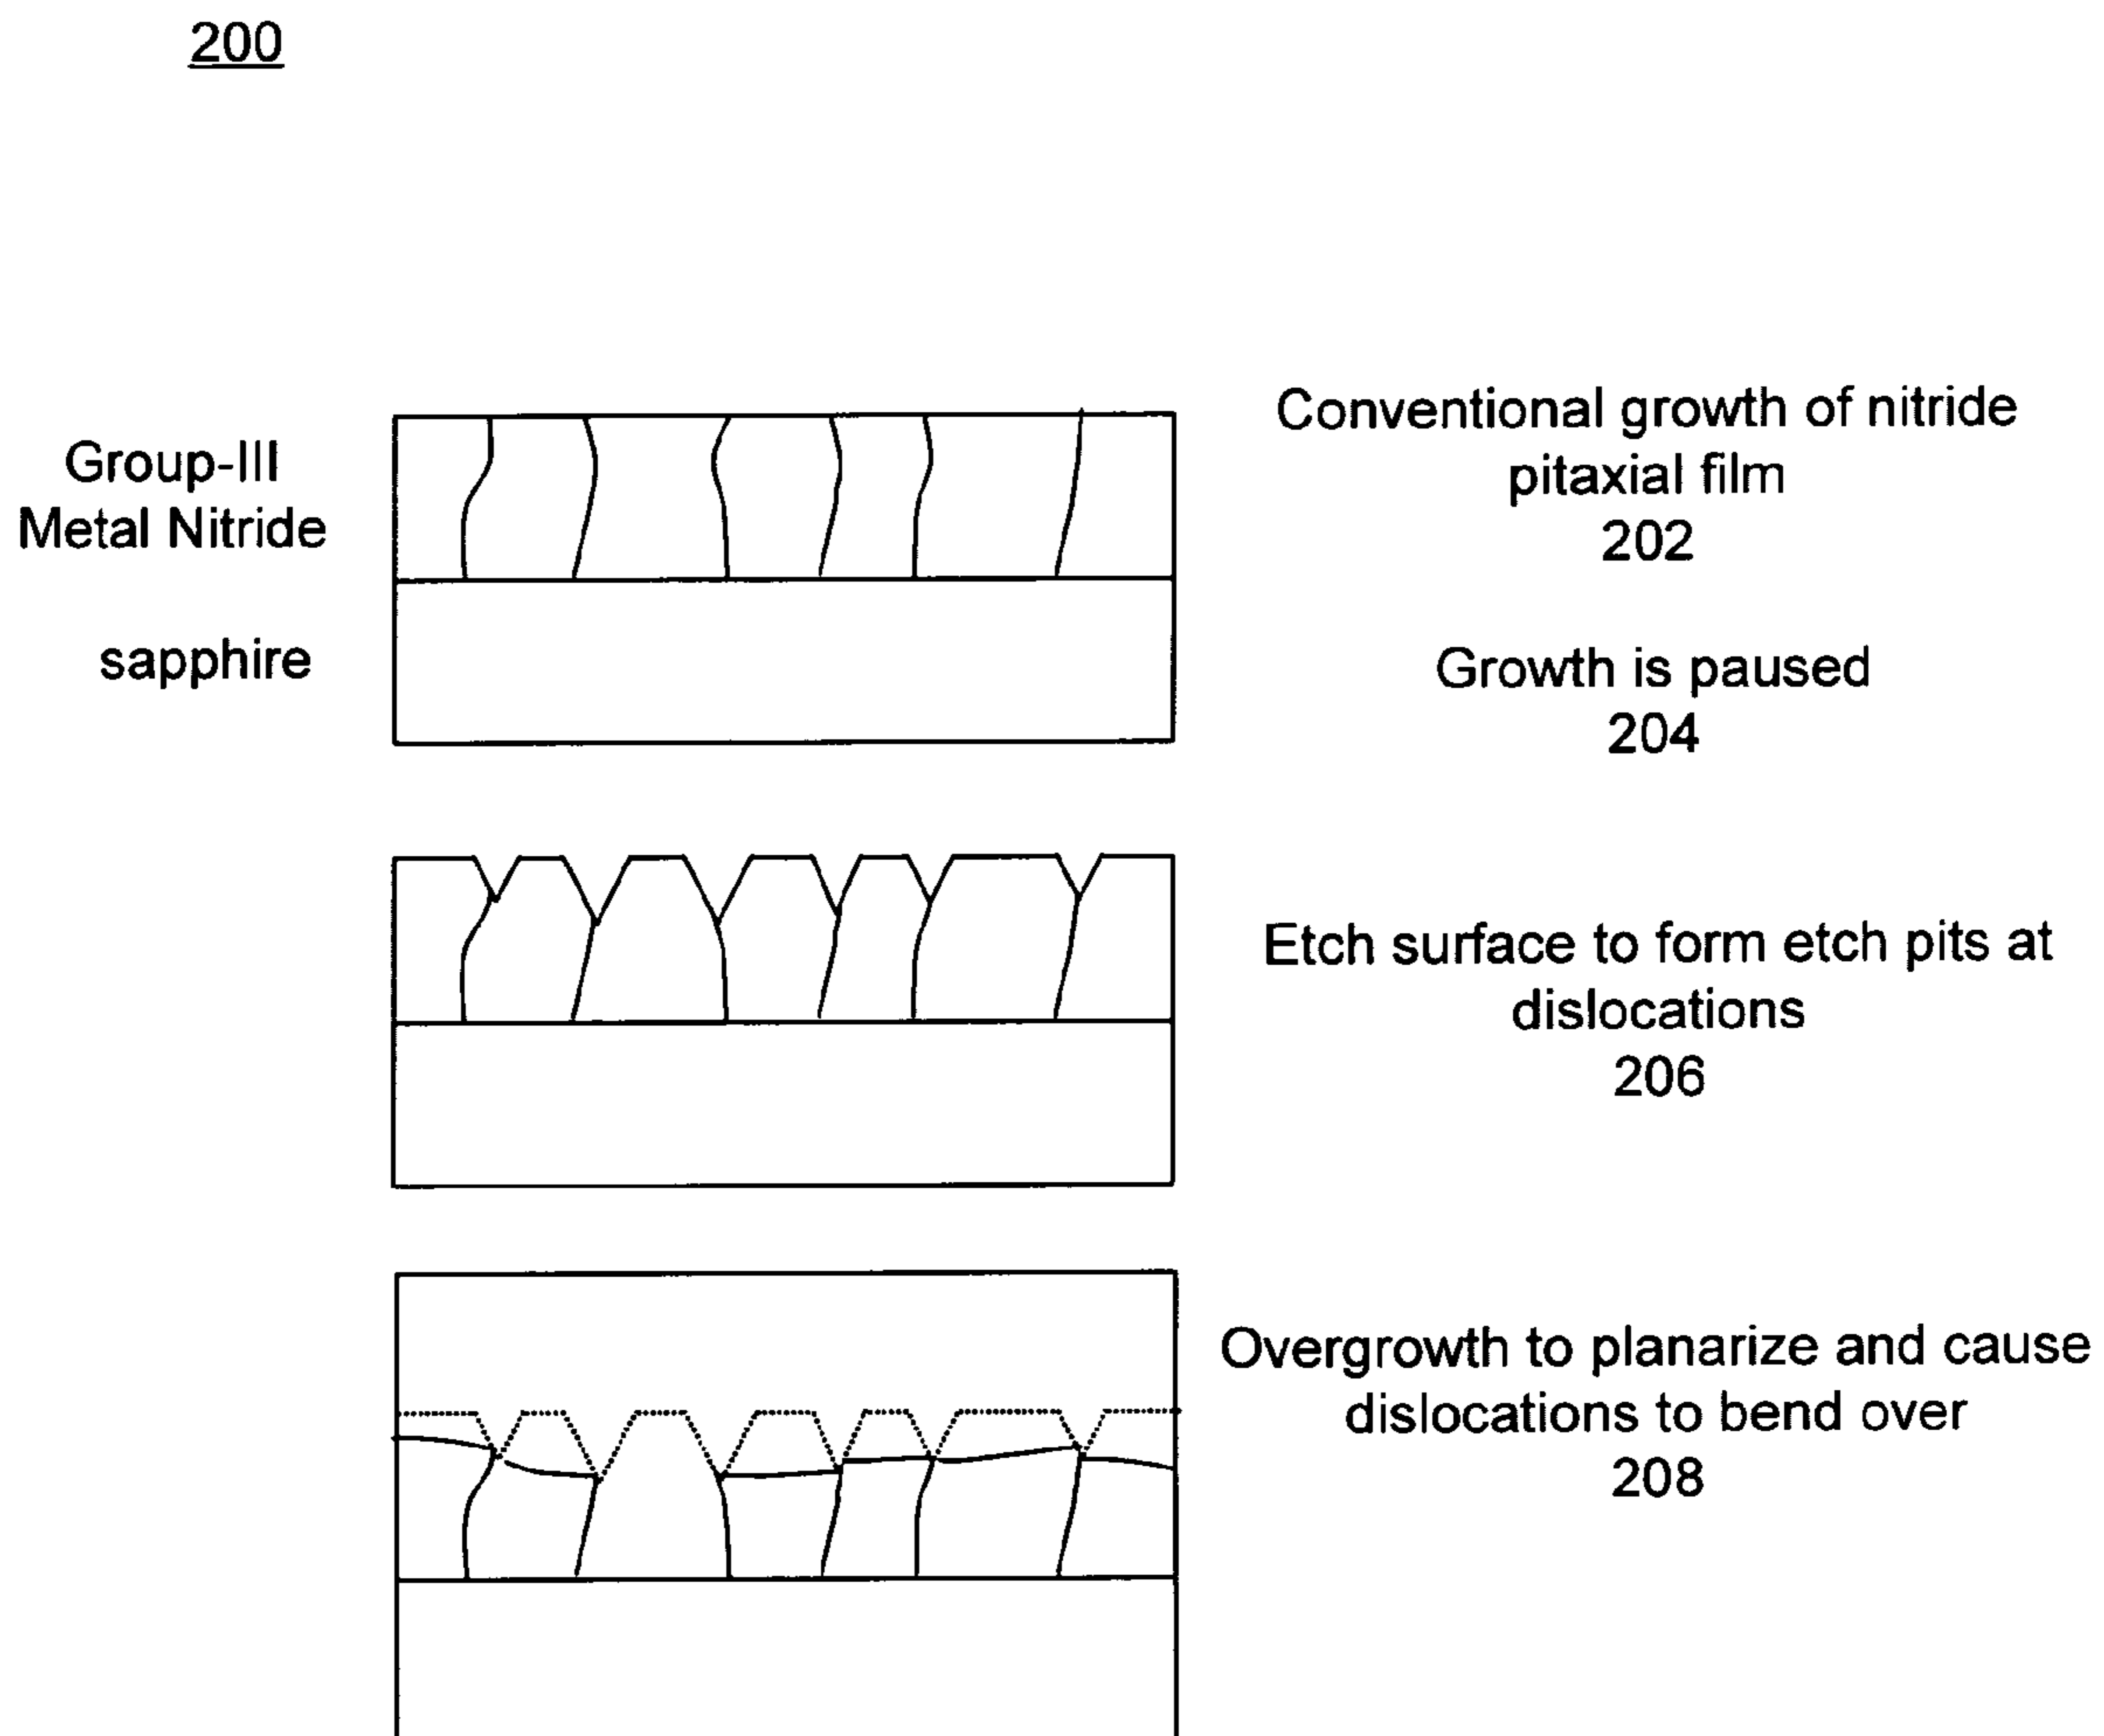 200
Group-III
Metal Nitride
sapphire
Conventional growth of nitride
pitaxial film
202
Growth is paused
204
Etch surface to form etch pits at
dislocations
206
Overgrowth to planarize and cause
dislocations to bend over
208